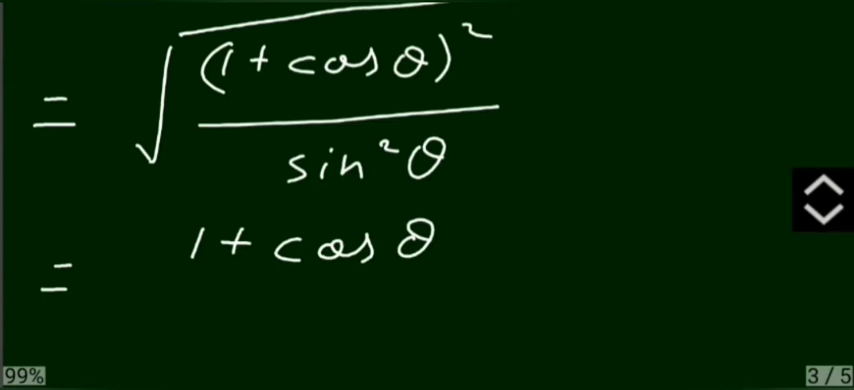 = √((1 + cos θ)² / sin² θ)
= 1 + cos θ
99%
3 / 5